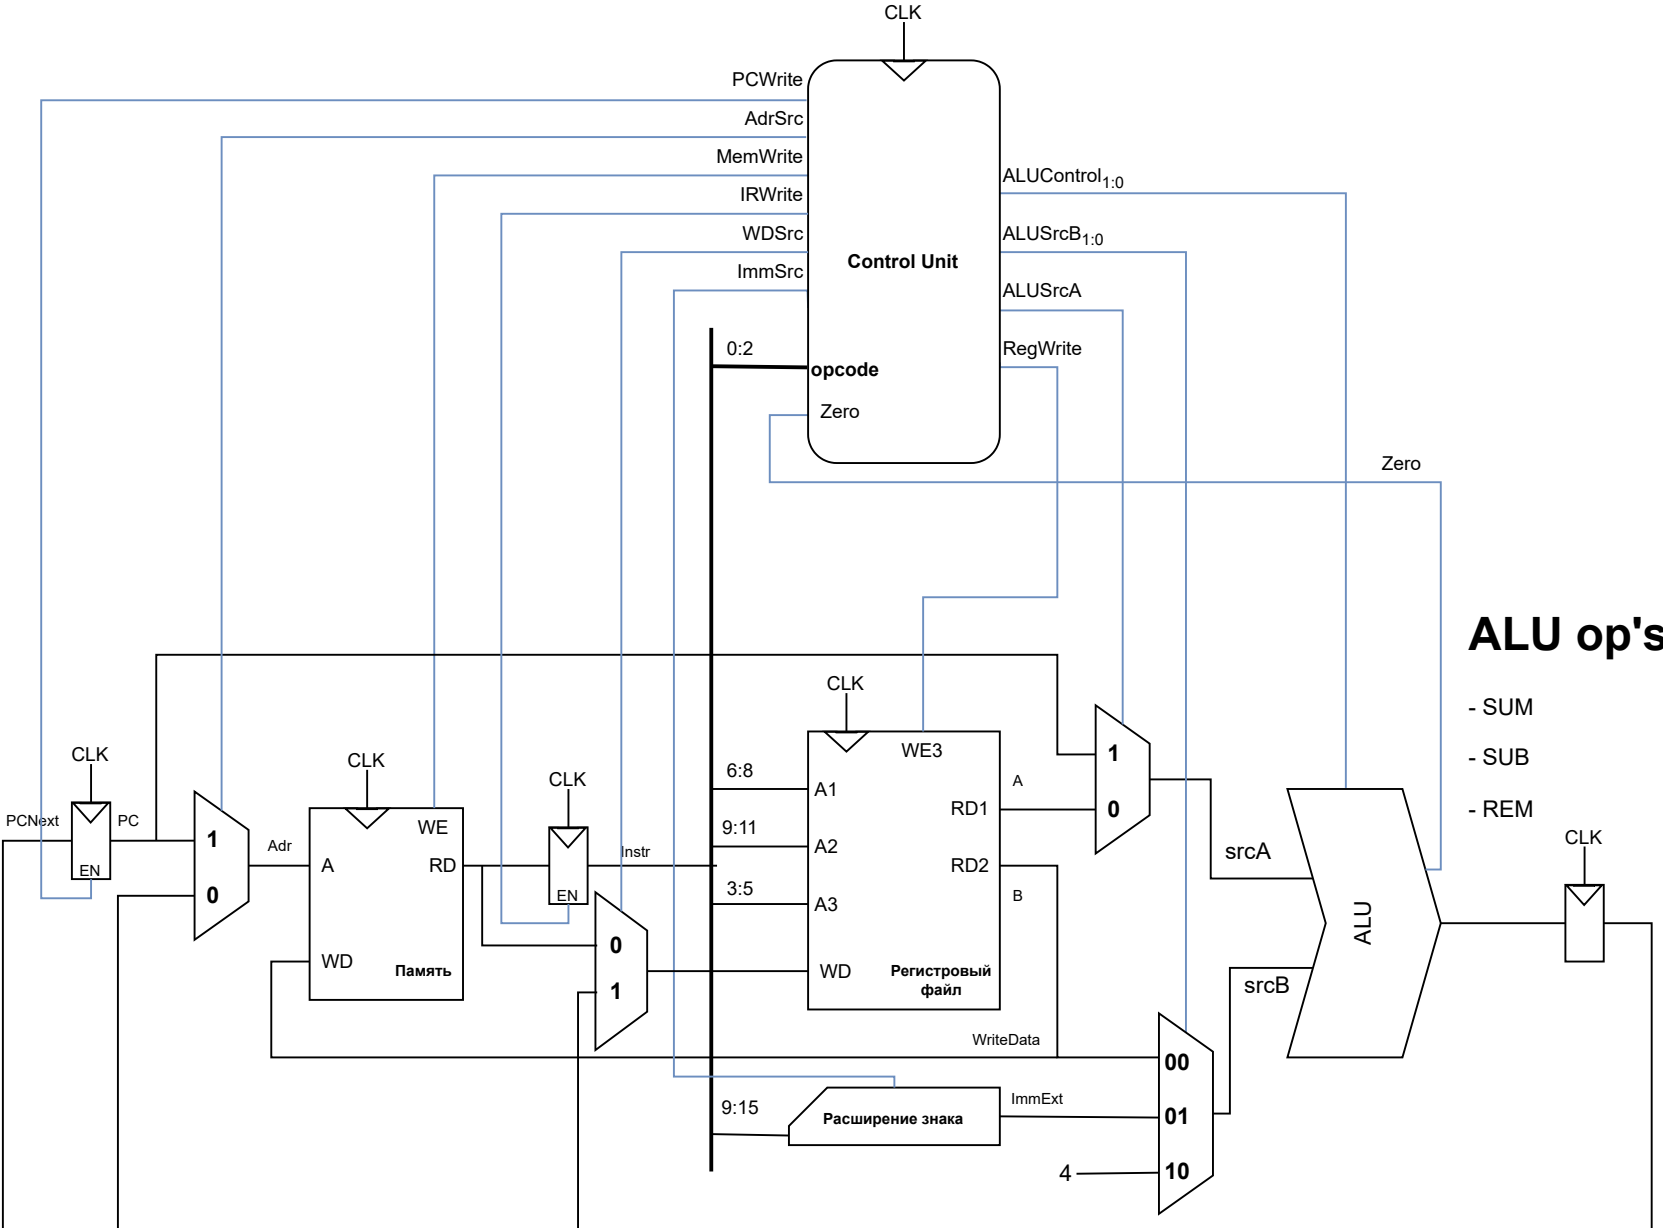 CLK
PCWrite
AdrSrc
MemWrite
IRWrite
WDSrc
ImmSrc
ALUControl1:0
ALUSrcB1:0
ALUSrcA
RegWrite
Control Unit
0:2
opcode
Zero
Zero
ALU op's
- SUM
- SUB
- REM
CLK
PCNext
PC
EN
1
0
Adr
CLK
WE
A
RD
WD
Память
CLK
EN
Instr
0
1
CLK
WE3
6:8
A1
9:11
A2
3:5
A3
WD
RD1
RD2
A
B
Регистровый
файл
1
0
srcA
srcB
ALU
CLK
WriteData
9:15
Расширение знака
ImmExt
4
00
01
10